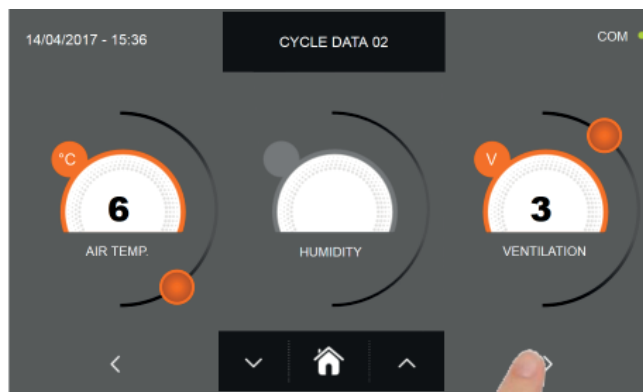 14/04/2017 - 15:36
CYCLE DATA 02
COM
°C
V
6
3
AIR TEMP.
HUMIDITY
VENTILATION